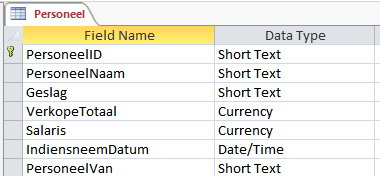 Personeel
Field Name Data Type
PersoneelID Short Text
PersoneelNaam Short Text
Geslag Short Text
VerkopeTotaal Currency
Salaris Currency
IndiensneemDatum Date/Time
PersoneelVan Short Text